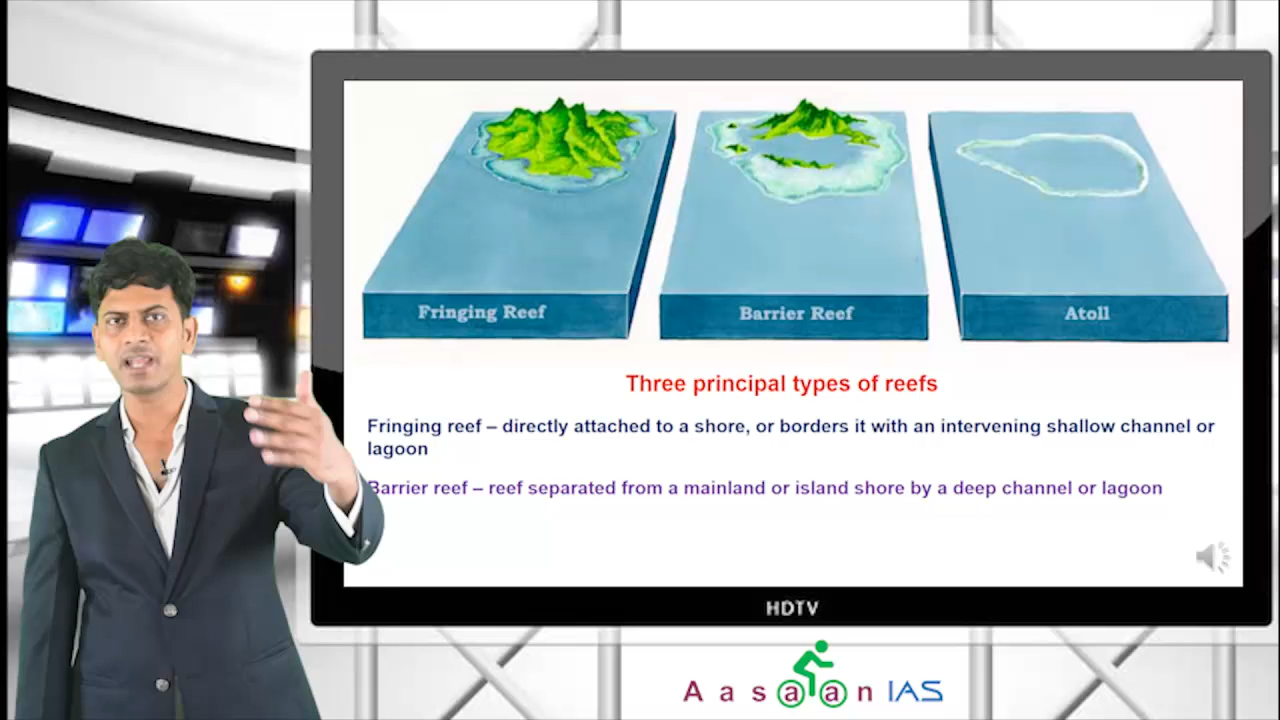 Fringing Reef
Barrier Reef
Atoll
Three principal types of reefs
Fringing reef – directly attached to a shore, or borders it with an intervening shallow channel or
lagoon
Barrier reef – reef separated from a mainland or island shore by a deep channel or lagoon
HDTV
Aasaan IAS